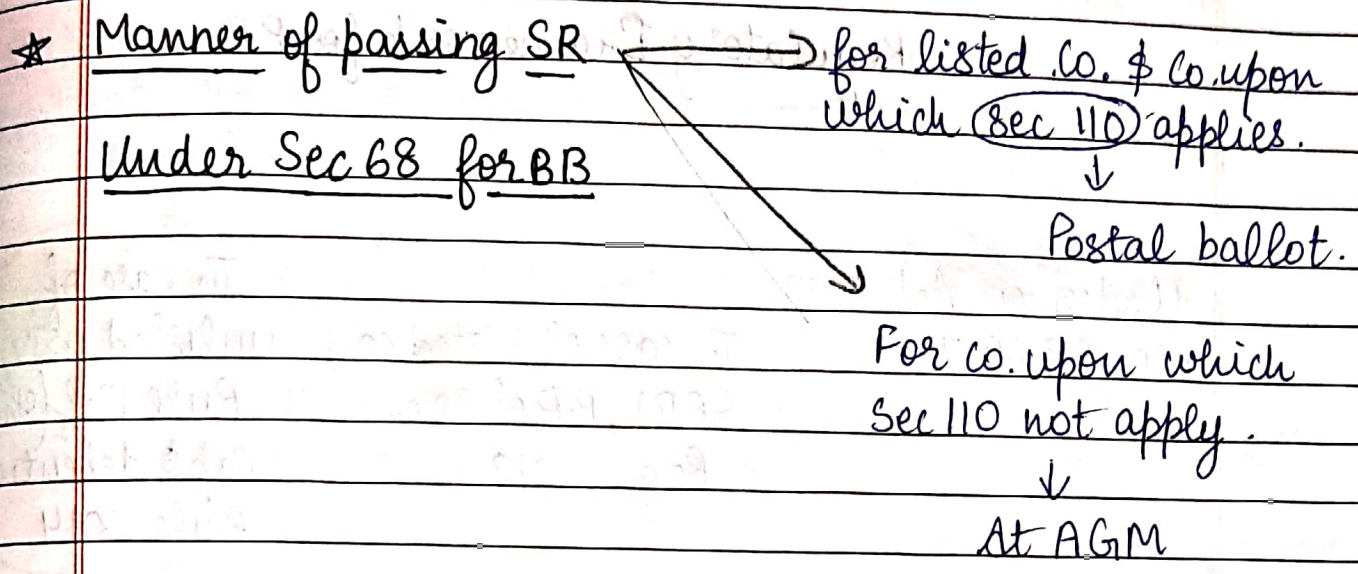 ☆ Manner of passing SR → for listed Co. & Co. upon
which sec 110 applies.
↓
Postal ballot.
Under Sec 68 for BB
For co. upon which
Sec 110 not apply.
↓
At AGM